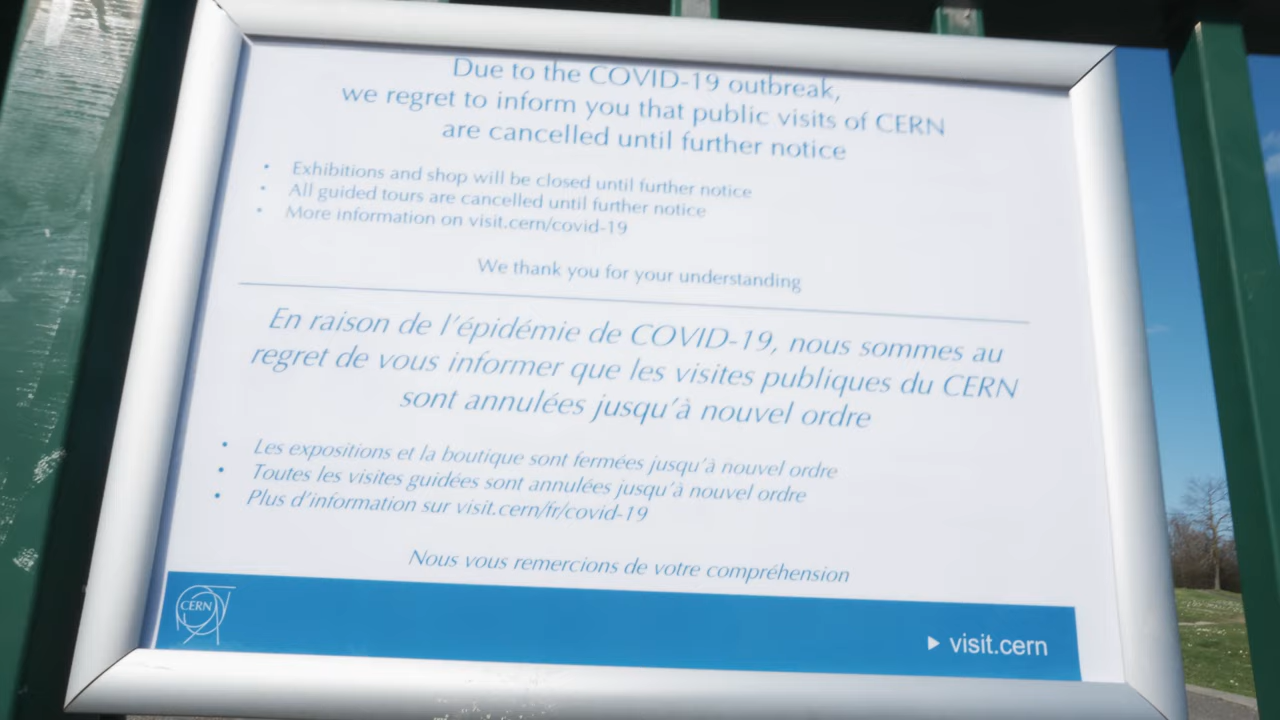 Due to the COVID-19 outbreak,
we regret to inform you that public visits of CERN
are cancelled until further notice
• Exhibitions and shop will be closed until further notice
• All guided tours are cancelled until further notice
• More information on visit.cern/covid-19
We thank you for your understanding
En raison de l'épidémie de COVID-19, nous sommes au
regret de vous informer que les visites publiques du CERN
sont annulées jusqu'à nouvel ordre
• Les expositions et la boutique sont fermées jusqu'à nouvel ordre
• Toutes les visites guidées sont annulées jusqu'à nouvel ordre
• Plus d'information sur visit.cern/fr/covid-19
Nous vous remercions de votre compréhension
CERN
visit.cern